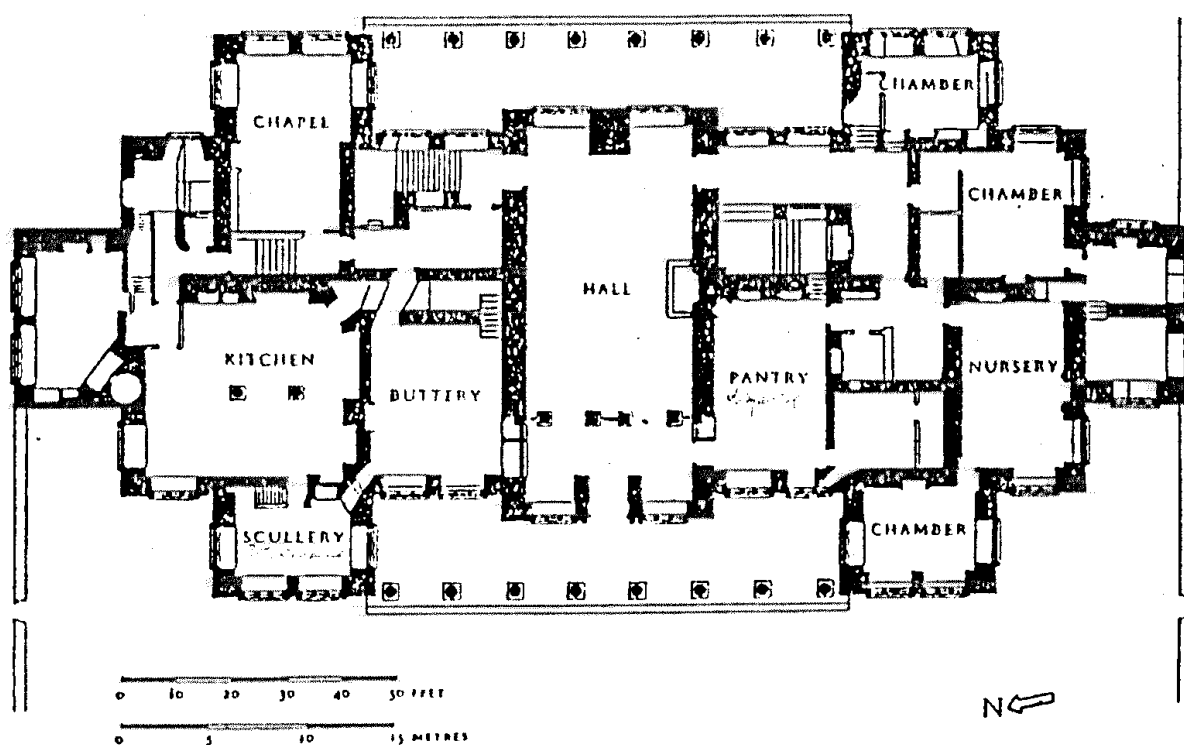 CHAPEL
CHAMBER
CHAMBER
HALL
KITCHEN
BUTTERY
PANTRY
NURSERY
SCULLERY
CHAMBER
0 10 20 30 40 50 FEET
0 5 10 15 METRES
N